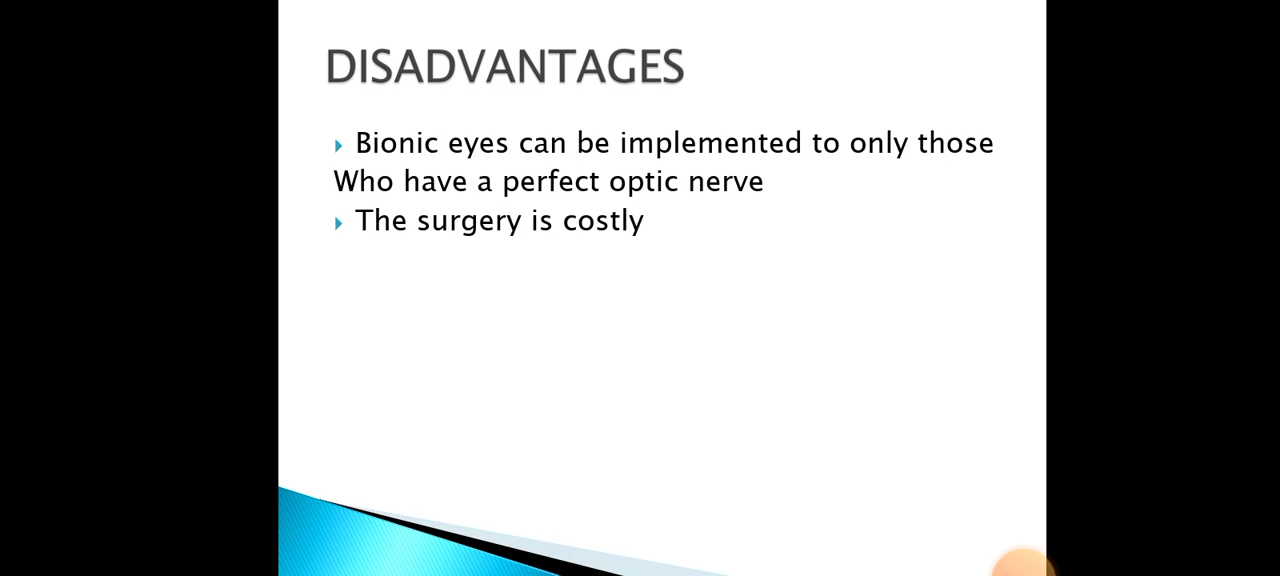 DISADVANTAGES
Bionic eyes can be implemented to only those
Who have a perfect optic nerve
The surgery is costly